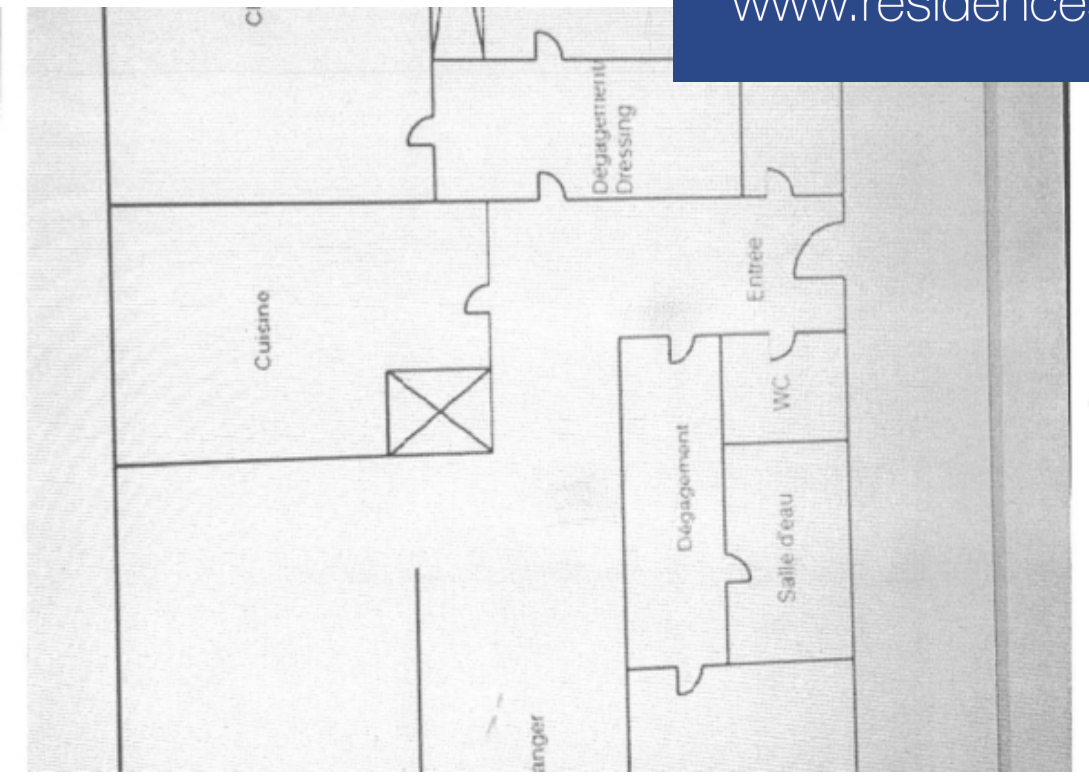 www.residence
Dégagement
Dressing
Entrée
Cuisine
WC
Dégagement
Salle d'eau
anger